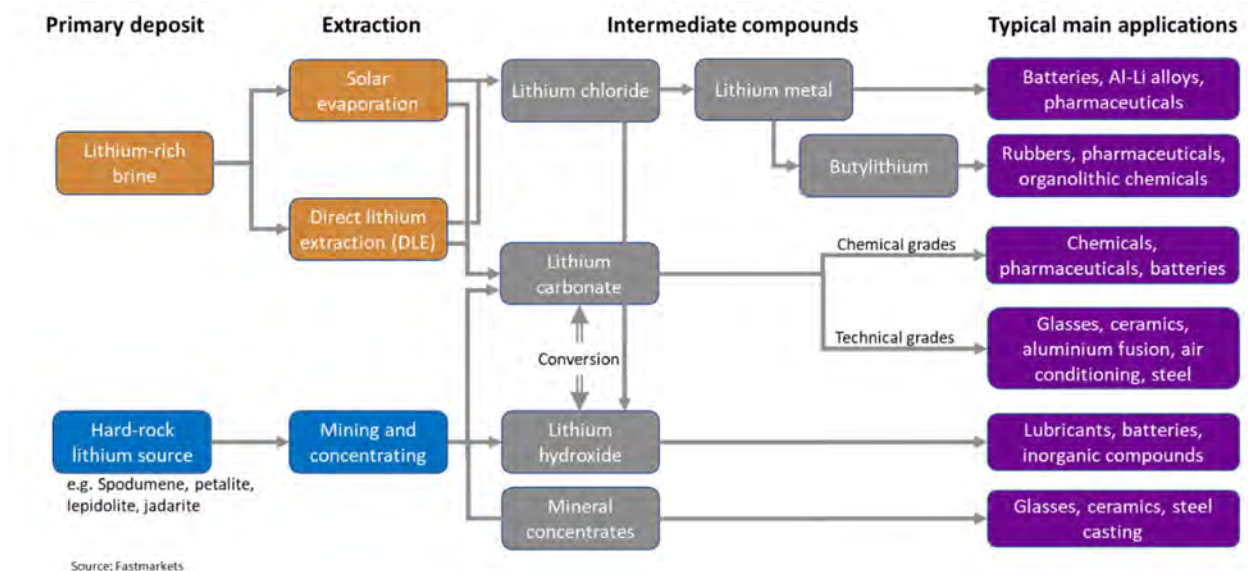 Primary deposit
Extraction
Intermediate compounds
Typical main applications
Lithium-rich
brine
Solar
evaporation
Direct lithium
extraction (DLE)
Lithium chloride
Lithium metal
Butylithium
Batteries, Al-Li alloys,
pharmaceuticals
Rubbers, pharmaceuticals,
organolithic chemicals
Lithium
carbonate
Chemical grades
Chemicals,
pharmaceuticals, batteries
Technical grades
Glasses, ceramics,
aluminium fusion, air
conditioning, steel
Conversion
Hard-rock
lithium source
e.g. Spodumene, petalite,
lepidolite, jadarite
Mining and
concentrating
Lithium
hydroxide
Lubricants, batteries,
inorganic compounds
Mineral
concentrates
Glasses, ceramics, steel
casting
Source: Fastmarkets